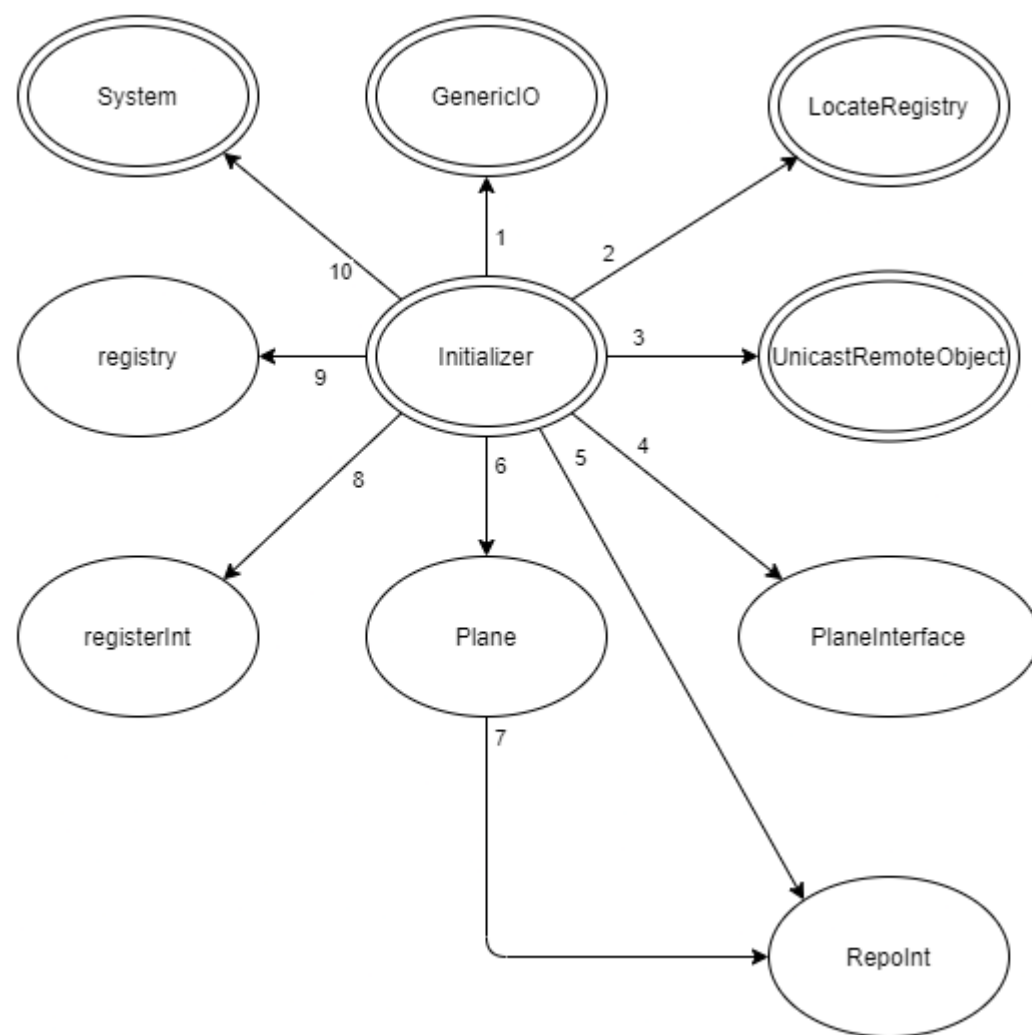 System
GenericIO
LocateRegistry
1
2
10
registry
Initializer
3
UnicastRemoteObject
9
8
6
5
4
registerInt
Plane
PlaneInterface
7
RepoInt